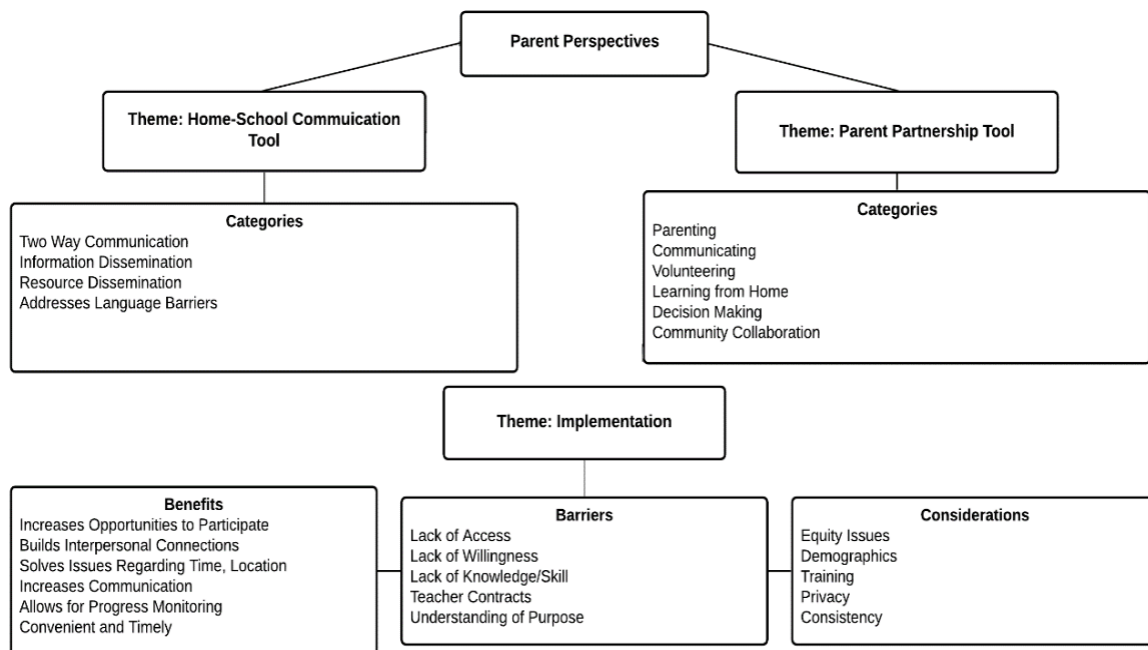 Parent Perspectives
Theme: Home-School Commuication
Tool
Theme: Parent Partnership Tool
Categories
Two Way Communication
Information Dissemination
Resource Dissemination
Addresses Language Barriers
Categories
Parenting
Communicating
Volunteering
Learning from Home
Decision Making
Community Collaboration
Theme: Implementation
Benefits
Increases Opportunities to Participate
Builds Interpersonal Connections
Solves Issues Regarding Time, Location
Increases Communication
Allows for Progress Monitoring
Convenient and Timely
Barriers
Lack of Access
Lack of Willingness
Lack of Knowledge/Skill
Teacher Contracts
Understanding of Purpose
Considerations
Equity Issues
Demographics
Training
Privacy
Consistency